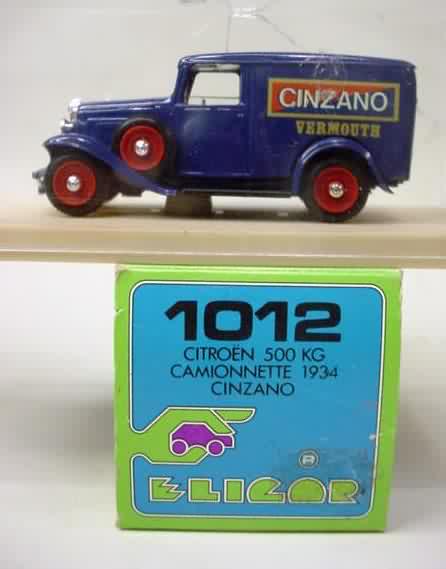 CINZANO
VERMOUTH
1012
CITROËN 500 KG
CAMIONNETTE 1934
CINZANO
R
ELIGOR